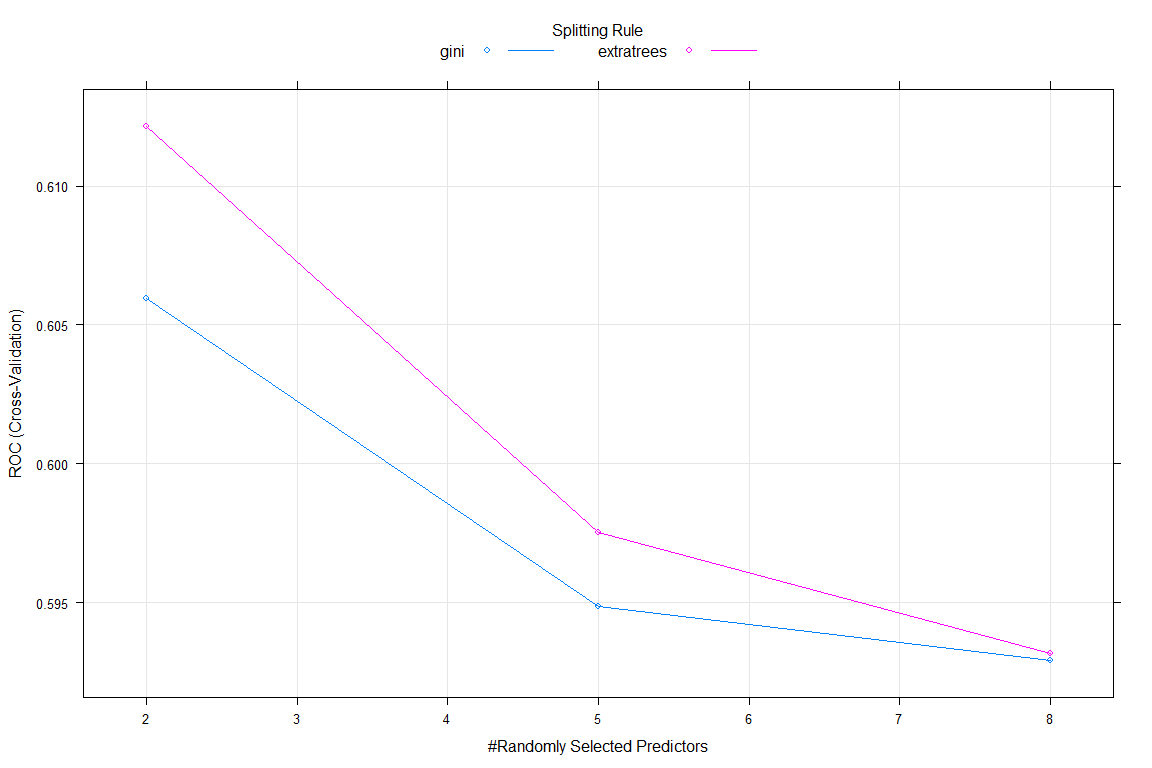 Splitting Rule
gini extratrees
0.610
0.605
0.600
0.595
ROC (Cross-Validation)
2 3 4 5 6 7 8
#Randomly Selected Predictors